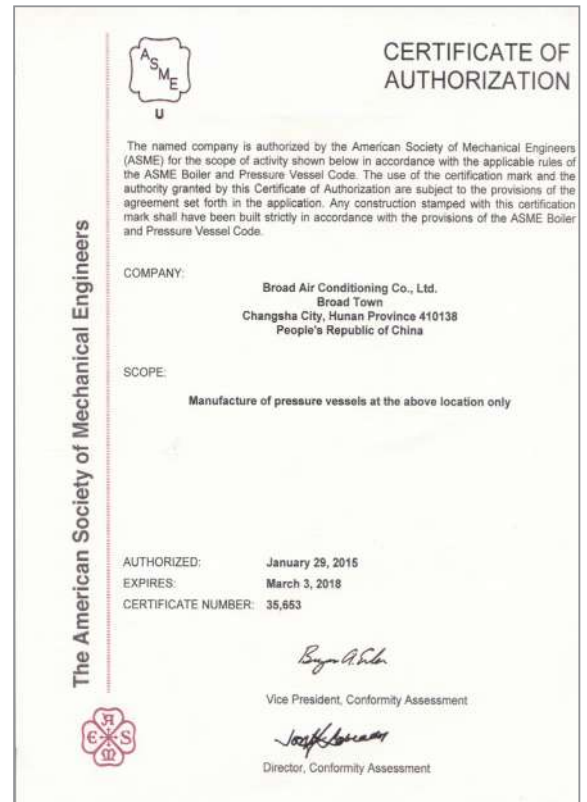 The American Society of Mechanical Engineers
ASME
U
CERTIFICATE OF
AUTHORIZATION
The named company is authorized by the American Society of Mechanical Engineers
(ASME) for the scope of activity shown below in accordance with the applicable rules of
the ASME Boiler and Pressure Vessel Code. The use of the certification mark and the
authority granted by this Certificate of Authorization are subject to the provisions of the
agreement set forth in the application. Any construction stamped with this certification
mark shall have been built strictly in accordance with the provisions of the ASME Boiler
and Pressure Vessel Code.
COMPANY:
Broad Air Conditioning Co., Ltd.
Broad Town
Changsha City, Hunan Province 410138
People's Republic of China
SCOPE:
Manufacture of pressure vessels at the above location only
AUTHORIZED: January 29, 2015
EXPIRES: March 3, 2018
CERTIFICATE NUMBER: 35,653
Vice President, Conformity Assessment
Director, Conformity Assessment
ASME